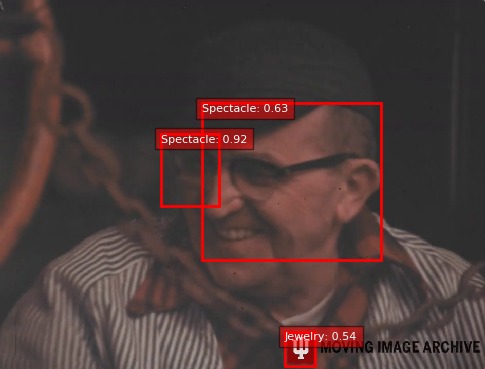 Spectacle: 0.63
Spectacle: 0.92
Jewelry: 0.54
MOVING IMAGE ARCHIVE